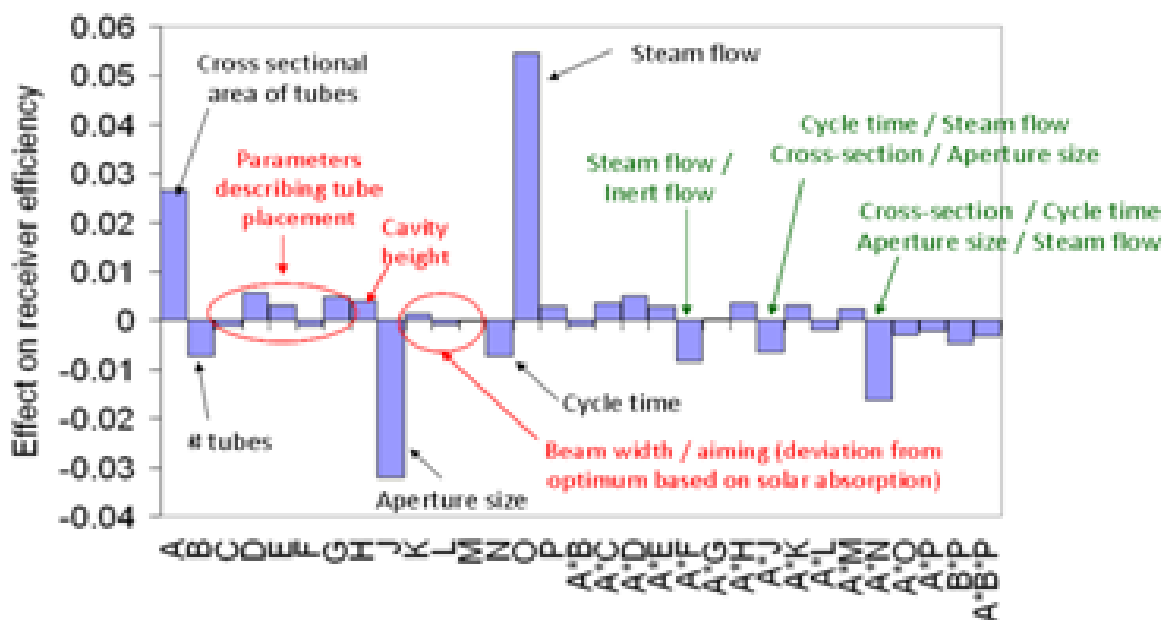 0.06
0.05
0.04
0.03
0.02
0.01
0
-0.01
-0.02
-0.03
-0.04
Effect on receiver efficiency
Cross sectional
area of tubes
Parameters
describing tube
placement
Cavity
height
Steam flow
Steam flow /
Inert flow
Cycle time / Steam flow
Cross-section / Aperture size
Cross-section / Cycle time
Aperture size / Steam flow
# tubes
Aperture size
Cycle time
Beam width / aiming (deviation from
optimum based on solar absorption)
A
B
C
D
E
F
G
H
J
K
L
M
N
O
P
A*B
A*C
A*D
A*E
A*F
A*G
A*H
A*J
A*K
A*L
A*M
A*N
A*O
A*P
B*P
A*B*P